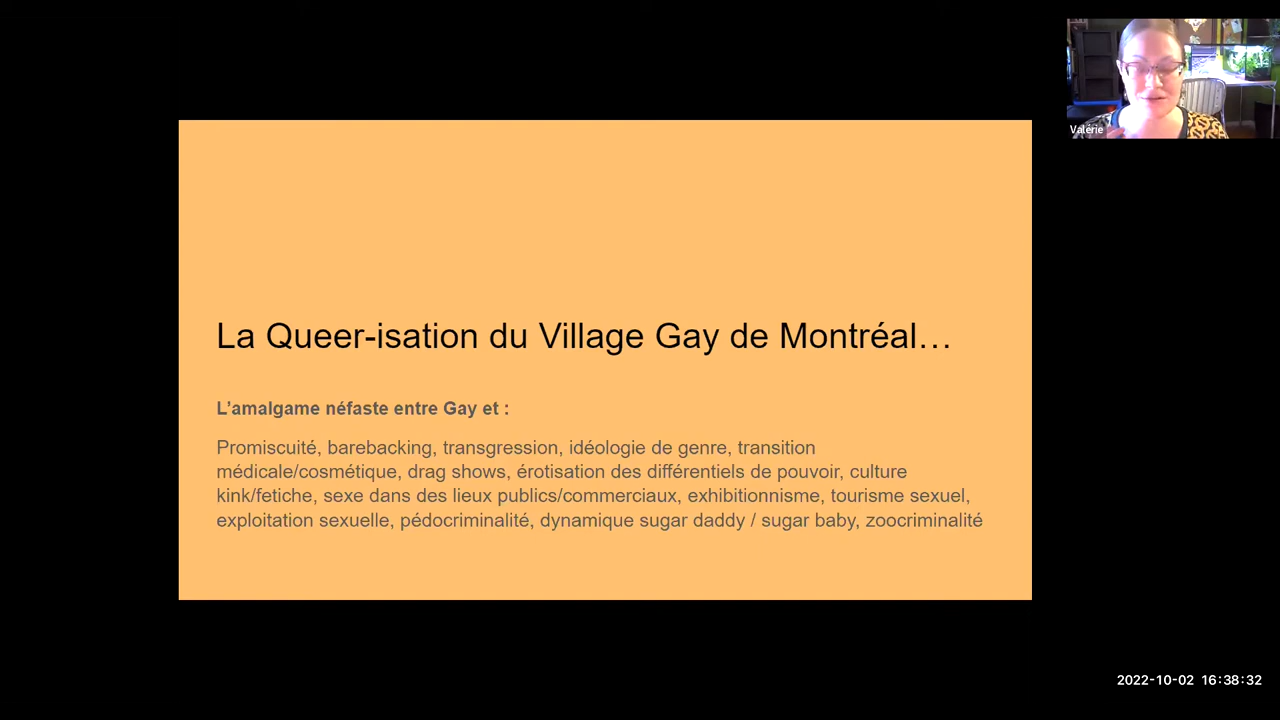 Valérie
La Queer-isation du Village Gay de Montréal…
L’amalgame néfaste entre Gay et :
Promiscuité, barebacking, transgression, idéologie de genre, transition
médicale/cosmétique, drag shows, érotisation des différentiels de pouvoir, culture
kink/fetiche, sexe dans des lieux publics/commerciaux, exhibitionnisme, tourisme sexuel,
exploitation sexuelle, pédocriminalité, dynamique sugar daddy / sugar baby, zoocriminalité
2022-10-02 16:38:32